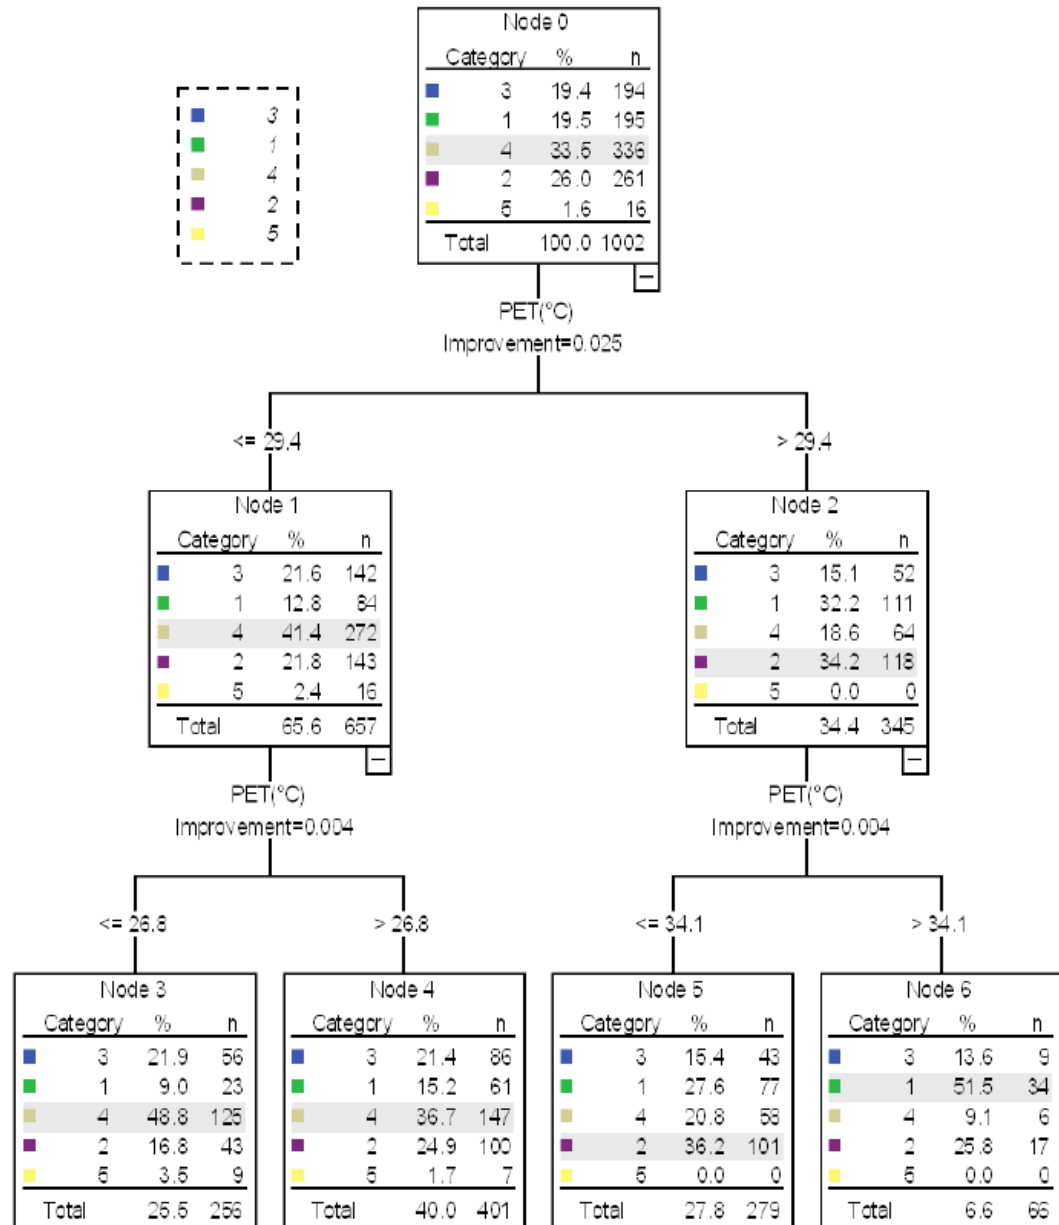 Node 0
Category % n
3 19.4 194
1 19.5 195
4 33.5 336
2 26.0 261
5 1.6 16
Total 100.0 1002
3
1
4
2
5
PET(°C)
Improvement=0.025
<= 29.4
> 29.4
Node 1
Category % n
3 21.6 142
1 12.8 84
4 41.4 272
2 21.8 143
5 2.4 16
Total 65.6 657
Node 2
Category % n
3 15.1 52
1 32.2 111
4 18.6 64
2 34.2 118
5 0.0 0
Total 34.4 345
PET(°C)
Improvement=0.004
PET(°C)
Improvement=0.004
<= 26.8
> 26.8
<= 34.1
> 34.1
Node 3
Category % n
3 21.9 56
1 9.0 23
4 48.8 125
2 16.8 43
5 3.5 9
Total 25.5 256
Node 4
Category % n
3 21.4 86
1 15.2 61
4 36.7 147
2 24.9 100
5 1.7 7
Total 40.0 401
Node 5
Category % n
3 15.4 43
1 27.6 77
4 20.8 58
2 36.2 101
5 0.0 0
Total 27.8 279
Node 6
Category % n
3 13.6 9
1 51.5 34
4 9.1 6
2 25.8 17
5 0.0 0
Total 6.6 66